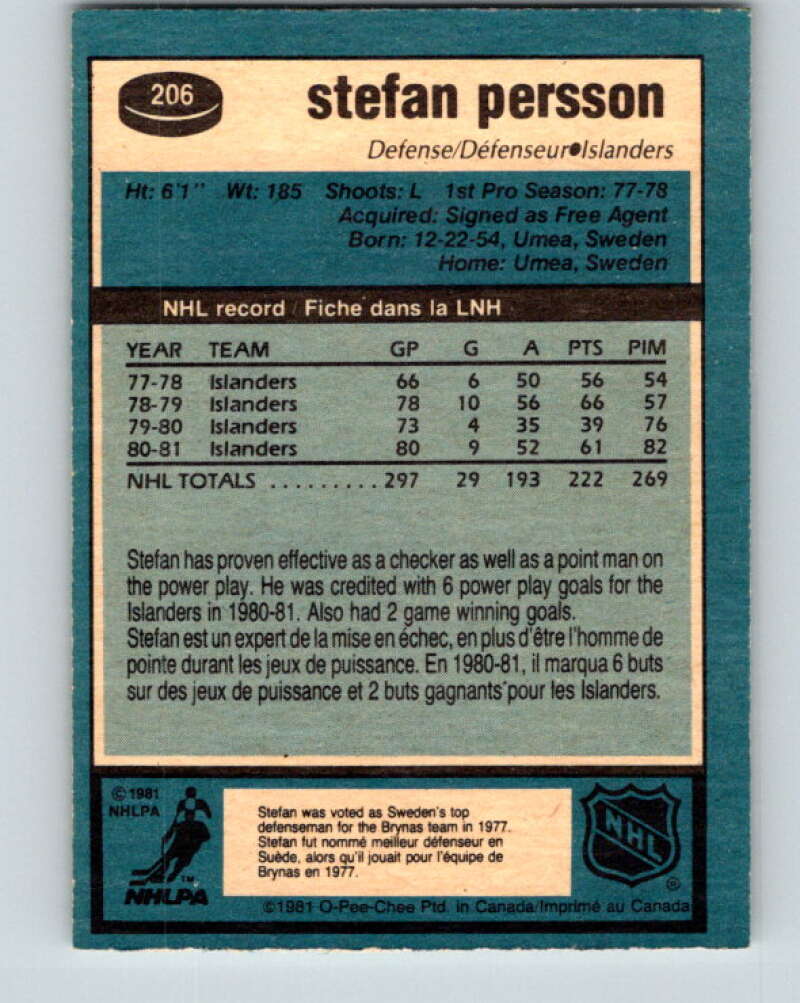 206
stefan persson
Defense/Défenseur●Islanders
Ht: 6'1" Wt: 185 Shoots: L 1st Pro Season: 77-78
Acquired: Signed as Free Agent
Born: 12-22-54, Umea, Sweden
Home: Umea, Sweden
NHL record / Fiche dans la LNH
YEAR TEAM GP G A PTS PIM
77-78 Islanders 66 6 50 56 54
78-79 Islanders 78 10 56 66 57
79-80 Islanders 73 4 35 39 76
80-81 Islanders 80 9 52 61 82
NHL TOTALS ......... 297 29 193 222 269
Stefan has proven effective as a checker as well as a point man on
the power play. He was credited with 6 power play goals for the
Islanders in 1980-81. Also had 2 game winning goals.
Stefan est un expert de la mise en échec, en plus d'être l'homme de
pointe durant les jeux de puissance. En 1980-81, il marqua 6 buts
sur des jeux de puissance et 2 buts gagnants pour les Islanders.
© 1981
NHLPA
™
NHLPA
Stefan was voted as Sweden's top
defenseman for the Brynas team in 1977.
Stefan fut nommé meilleur défenseur en
Suède, alors qu'il jouait pour l'équipe de
Brynas en 1977.
NHL
®
©1981 O-Pee-Chee Ptd. in Canada/Imprimé au Canada